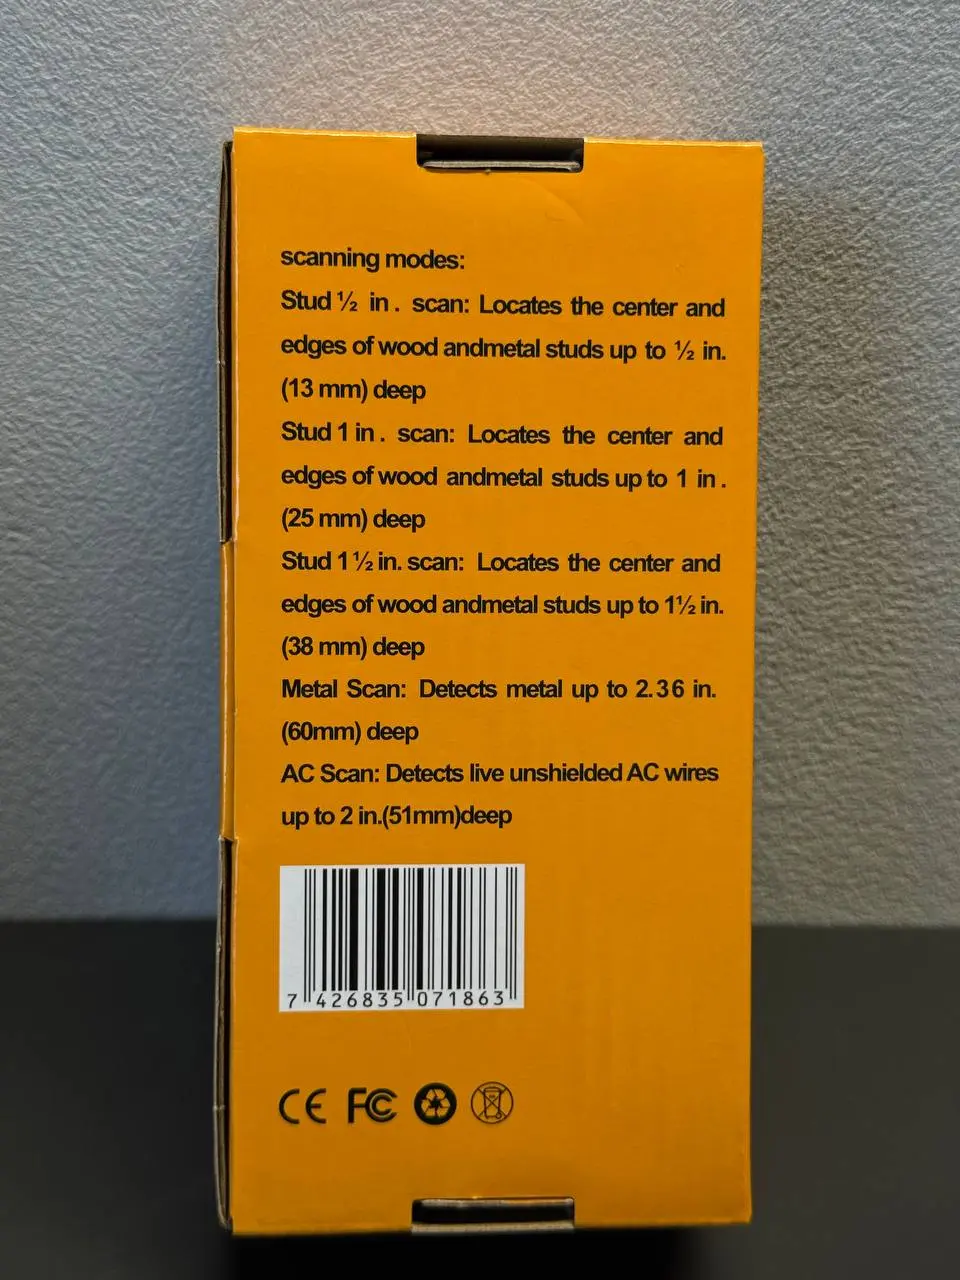 scanning modes:
Stud ½ in. scan: Locates the center and
edges of wood andmetal studs up to ½ in.
(13 mm) deep
Stud 1 in. scan: Locates the center and
edges of wood andmetal studs up to 1 in.
(25 mm) deep
Stud 1½ in. scan: Locates the center and
edges of wood andmetal studs up to 1½ in.
(38 mm) deep
Metal Scan: Detects metal up to 2.36 in.
(60mm) deep
AC Scan: Detects live unshielded AC wires
up to 2 in.(51mm)deep
7 426835 071863
CE FC